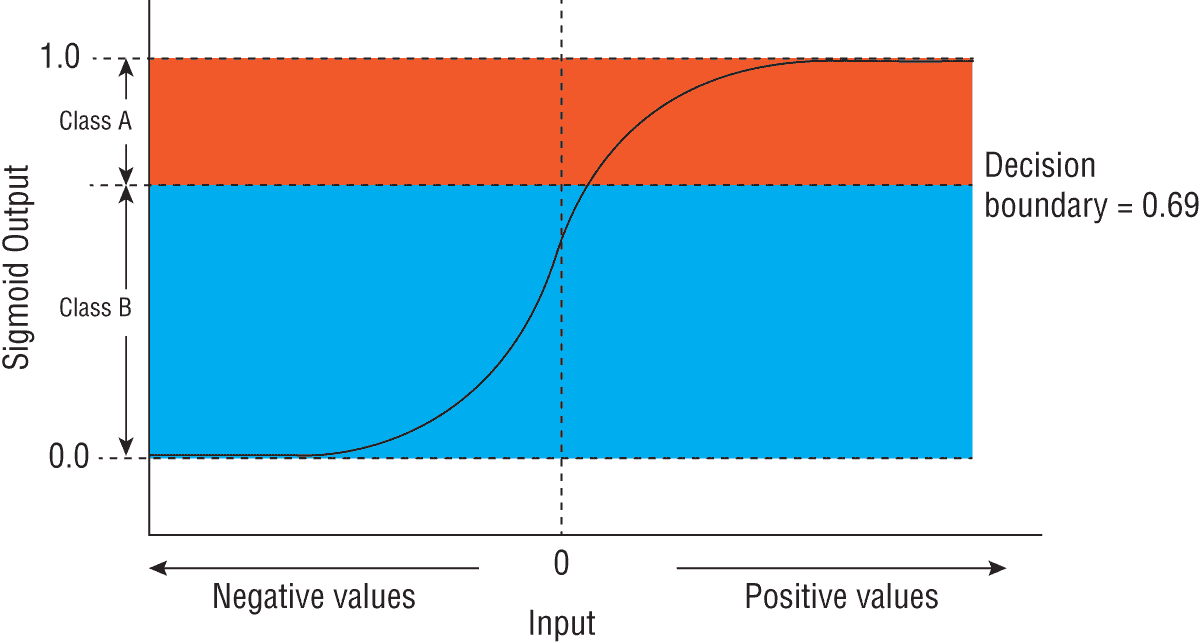 1.0
Class A
Decision
boundary = 0.69
Sigmoid Output
Class B
0.0
0
Negative values
Positive values
Input